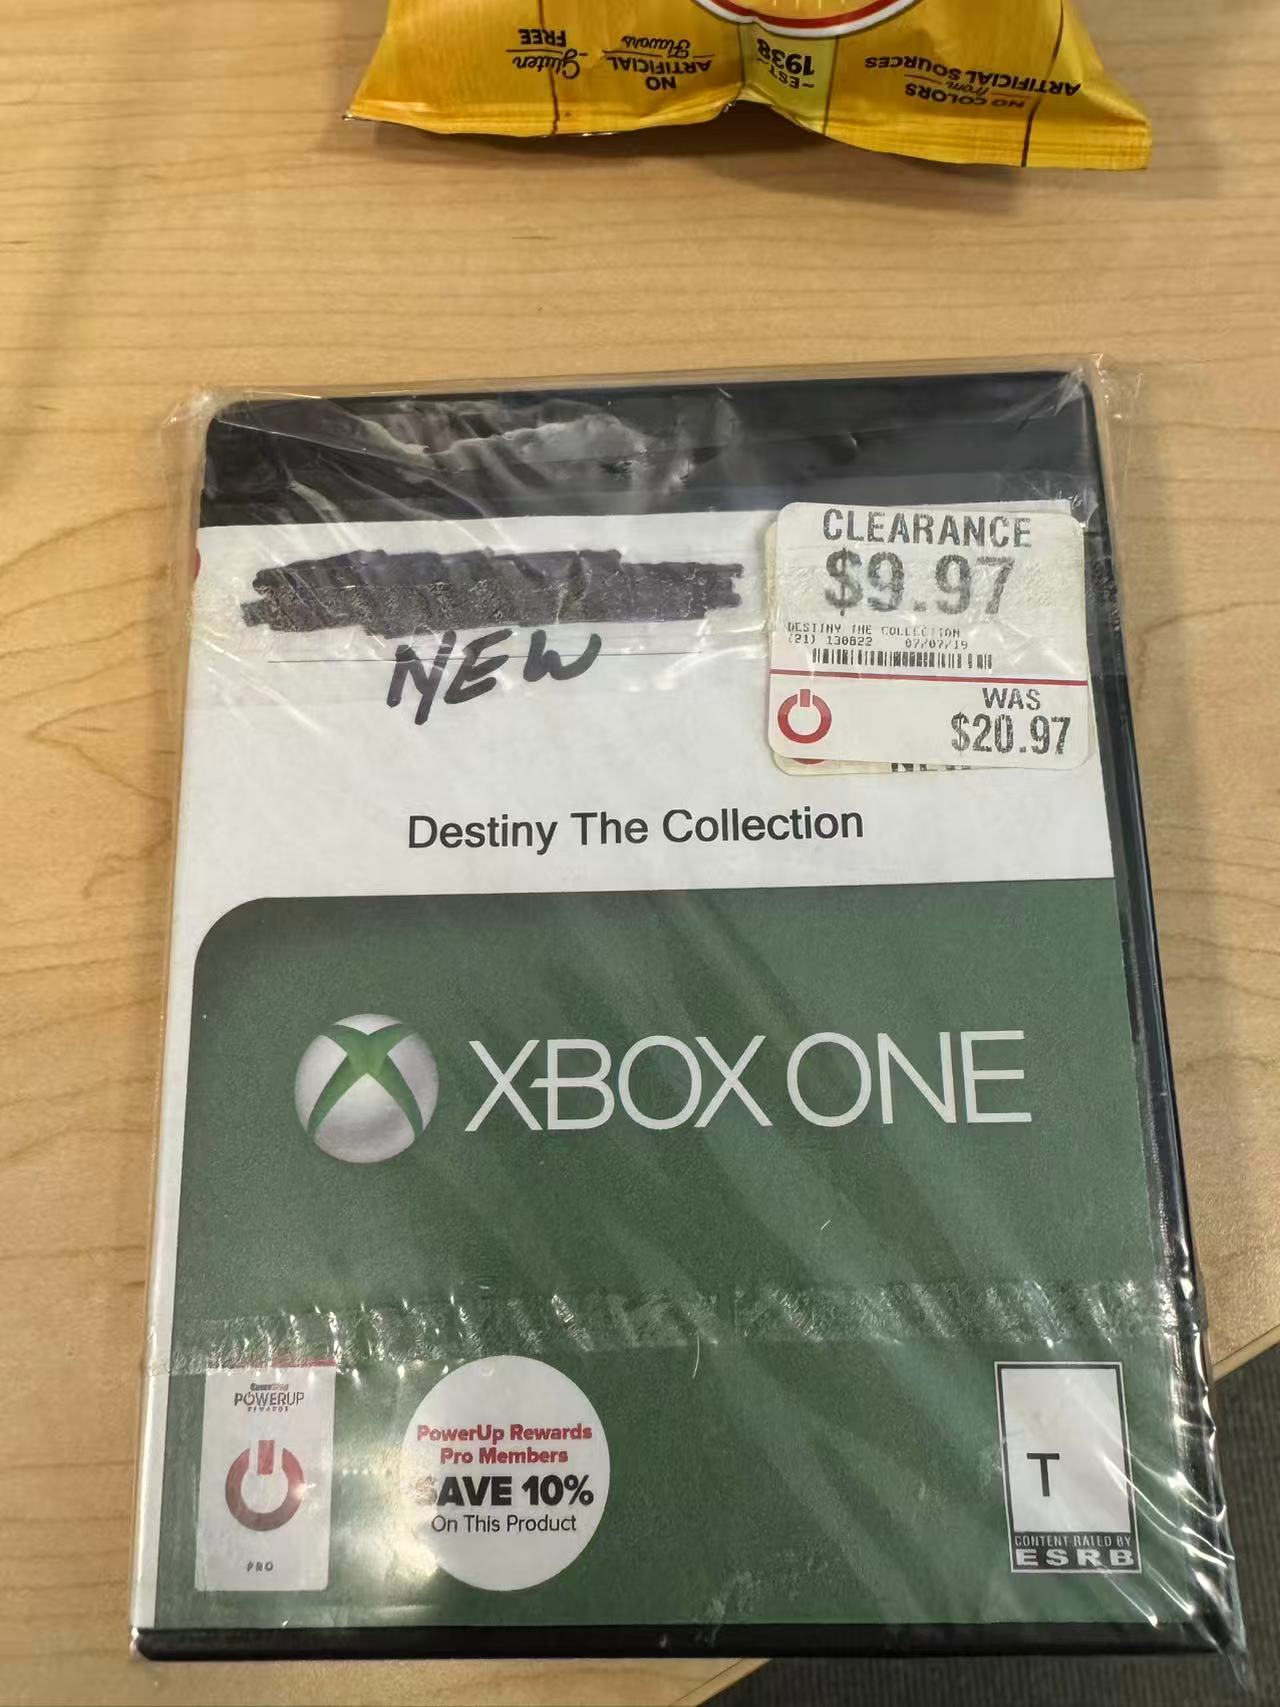 Gluten
FREE
NO
ARTIFICIAL
Flavors
~EST~
1938
NO COLORS
from
ARTIFICIAL SOURCES
CLEARANCE
$9.97
DESTINY THE COLLECTION
(21) 130822 07/07/19
WAS
$20.97
NEW
NEW
Destiny The Collection
XBOX ONE
GameStop
POWERUP
REWARDS
PRO
PowerUp Rewards
Pro Members
SAVE 10%
On This Product
T
CONTENT RATED BY
ESRB